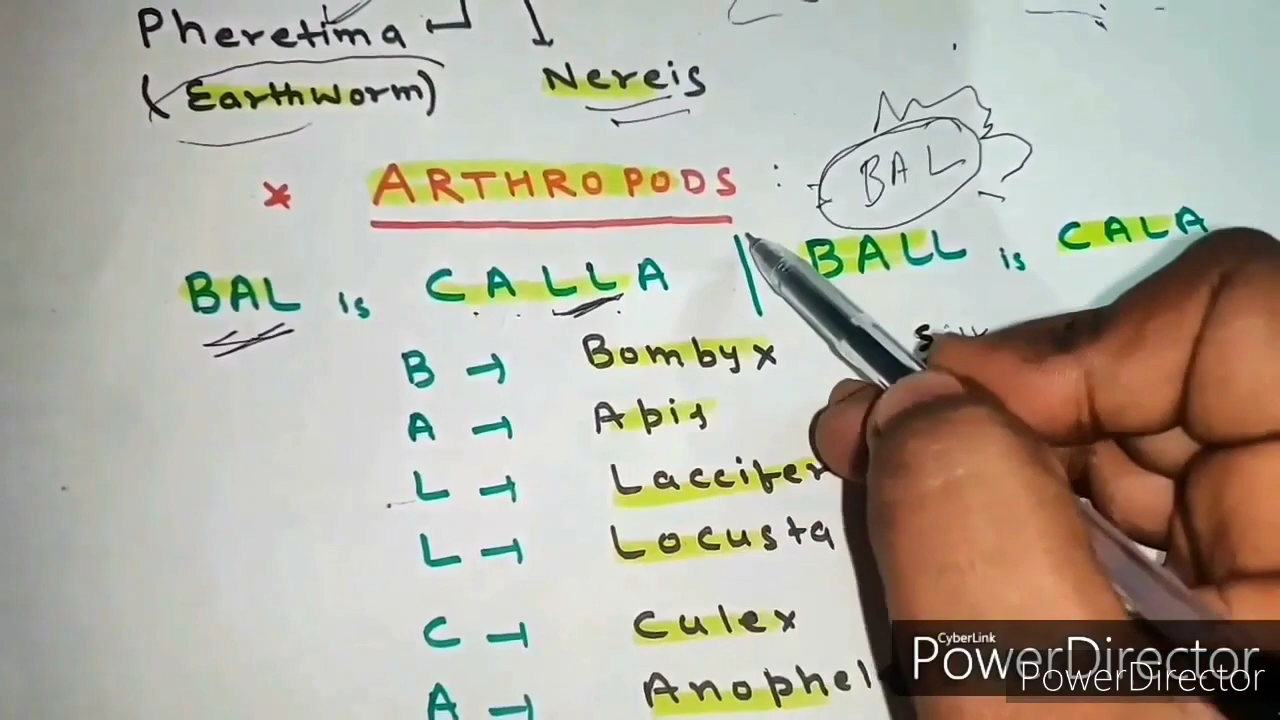 Pheretima
(Earthworm) Nereis
* ARTHROPODS : BAL
BAL is CALLA | BALL is CALA
B → Bombyx
A → Apis
L → Laccifer
L → Locusta
C → Culex
A → Anophel
CyberLink
PowerDirector
PowerDirector